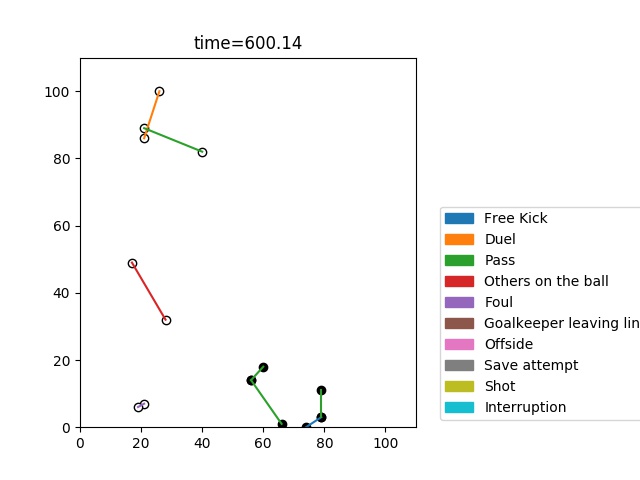 time=600.14
100
80
60
40
20
0
0 20 40 60 80 100
Free Kick
Duel
Pass
Others on the ball
Foul
Goalkeeper leaving lin
Offside
Save attempt
Shot
Interruption